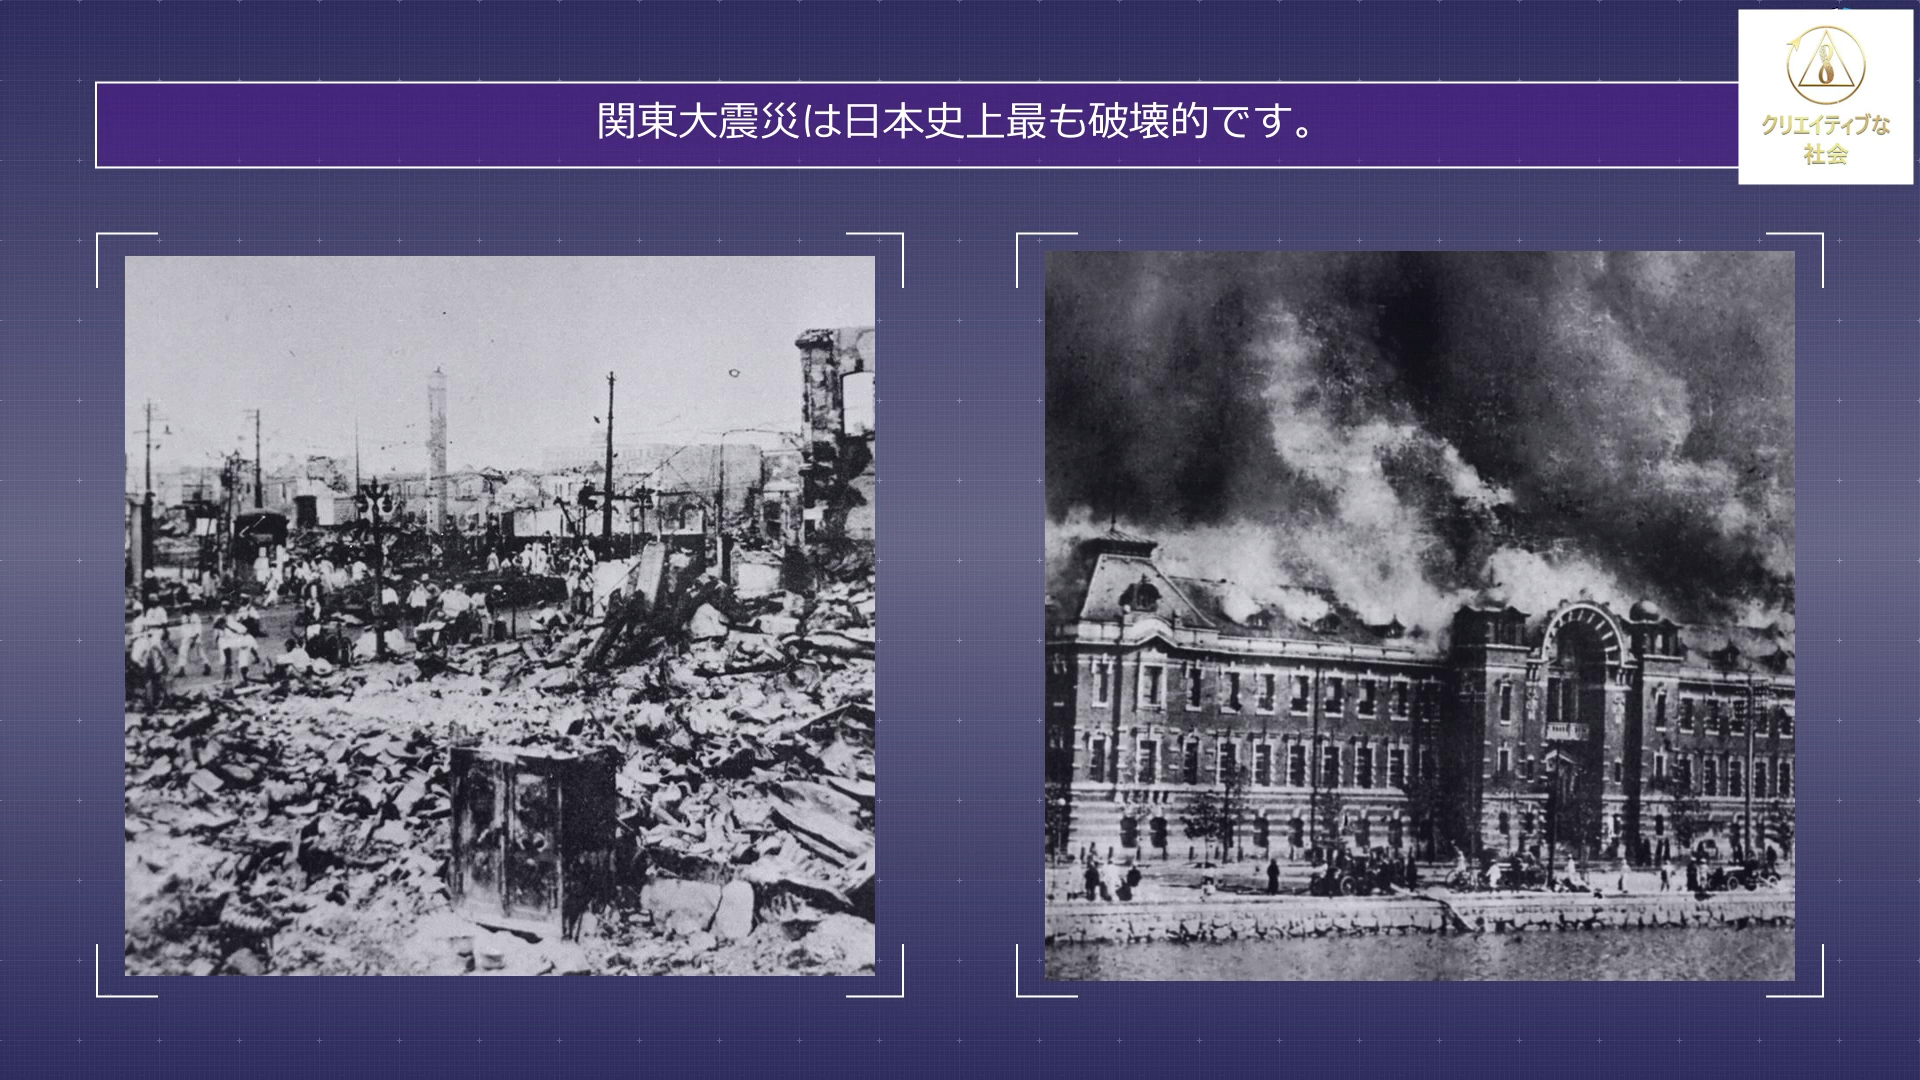 関東大震災は日本史上最も破壊的です。
クリエイティブな
社会